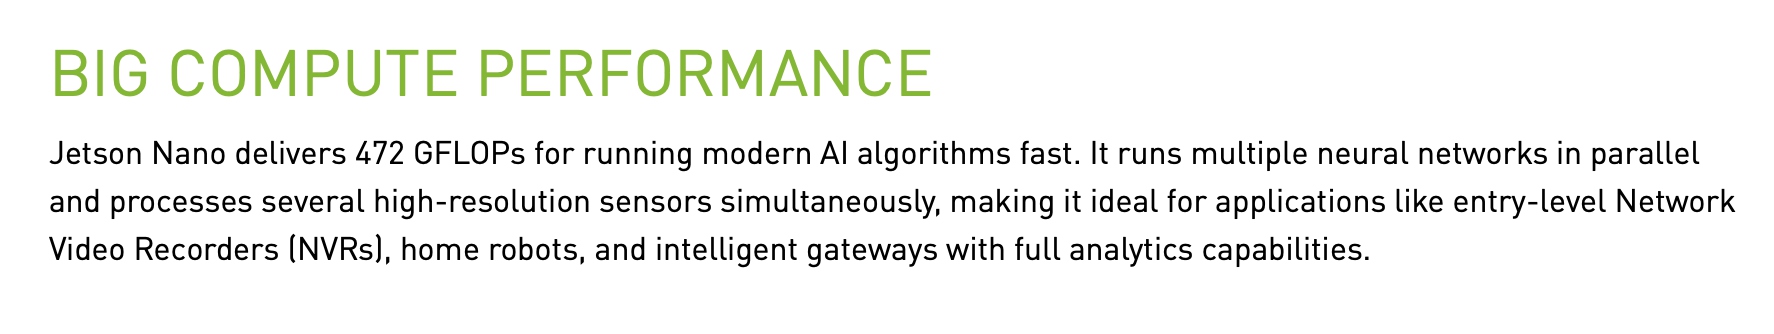 BIG COMPUTE PERFORMANCE
Jetson Nano delivers 472 GFLOPs for running modern AI algorithms fast. It runs multiple neural networks in parallel
and processes several high-resolution sensors simultaneously, making it ideal for applications like entry-level Network
Video Recorders (NVRs), home robots, and intelligent gateways with full analytics capabilities.